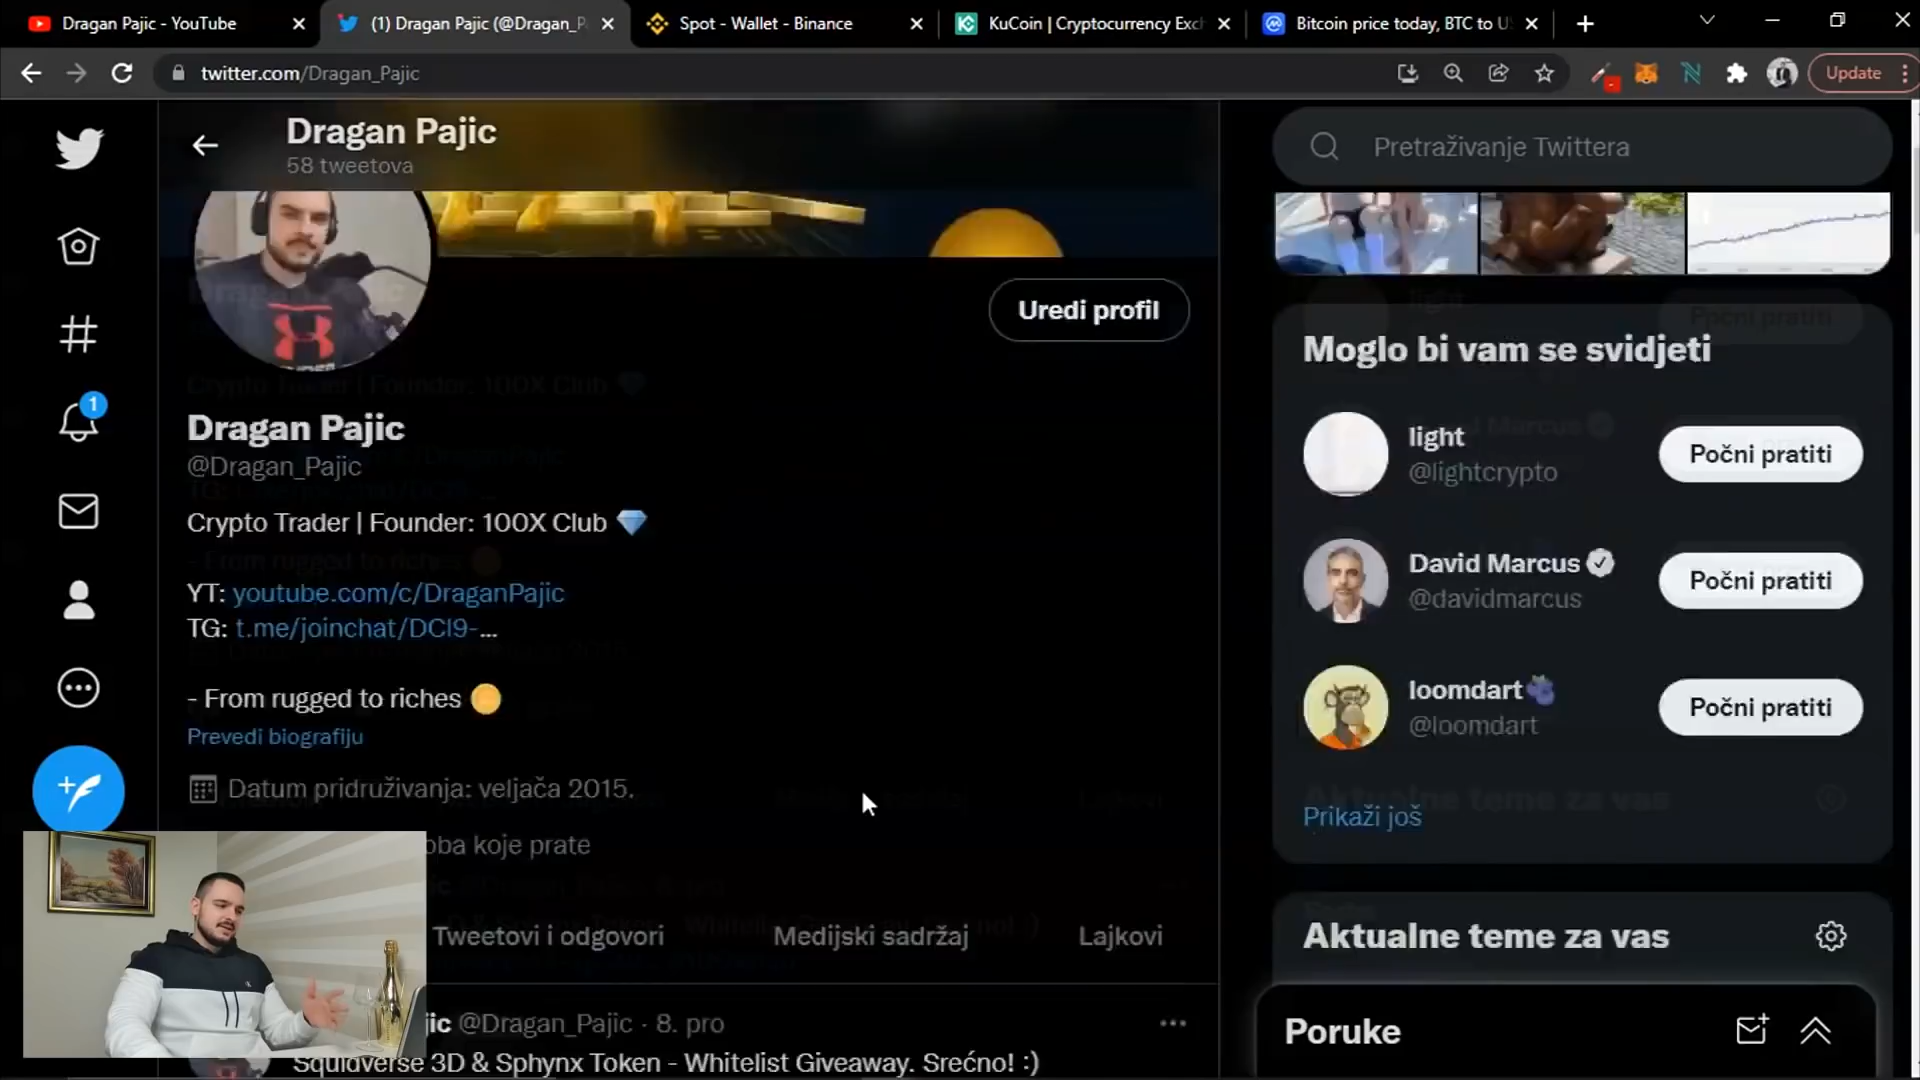 Dragan Pajic - YouTube
(1) Dragan Pajic (@Dragan_P
Spot - Wallet - Binance
KuCoin | Cryptocurrency Exc
Bitcoin price today, BTC to U
twitter.com/Dragan_Pajic
Update
Dragan Pajic
58 tweetova
Pretraživanje Twittera
Uredi profil
Dragan Pajic
@Dragan_Pajic
Crypto Trader | Founder: 100X Club
YT: youtube.com/c/DraganPajic
TG: t.me/joinchat/DCl9-...
- From rugged to riches
Prevedi biografiju
Datum pridruživanja: veljača 2015.
oba koje prate
Tweetovi i odgovori
Medijski sadržaj
Lajkovi
jic @Dragan_Pajic · 8. pro
Squidverse 3D & Sphynx Token - Whitelist Giveaway. Srećno! :)
Moglo bi vam se svidjeti
light
@lightcrypto
Počni pratiti
David Marcus
@davidmarcus
Počni pratiti
loomdart
@loomdart
Počni pratiti
Prikaži još
Aktualne teme za vas
Poruke
1